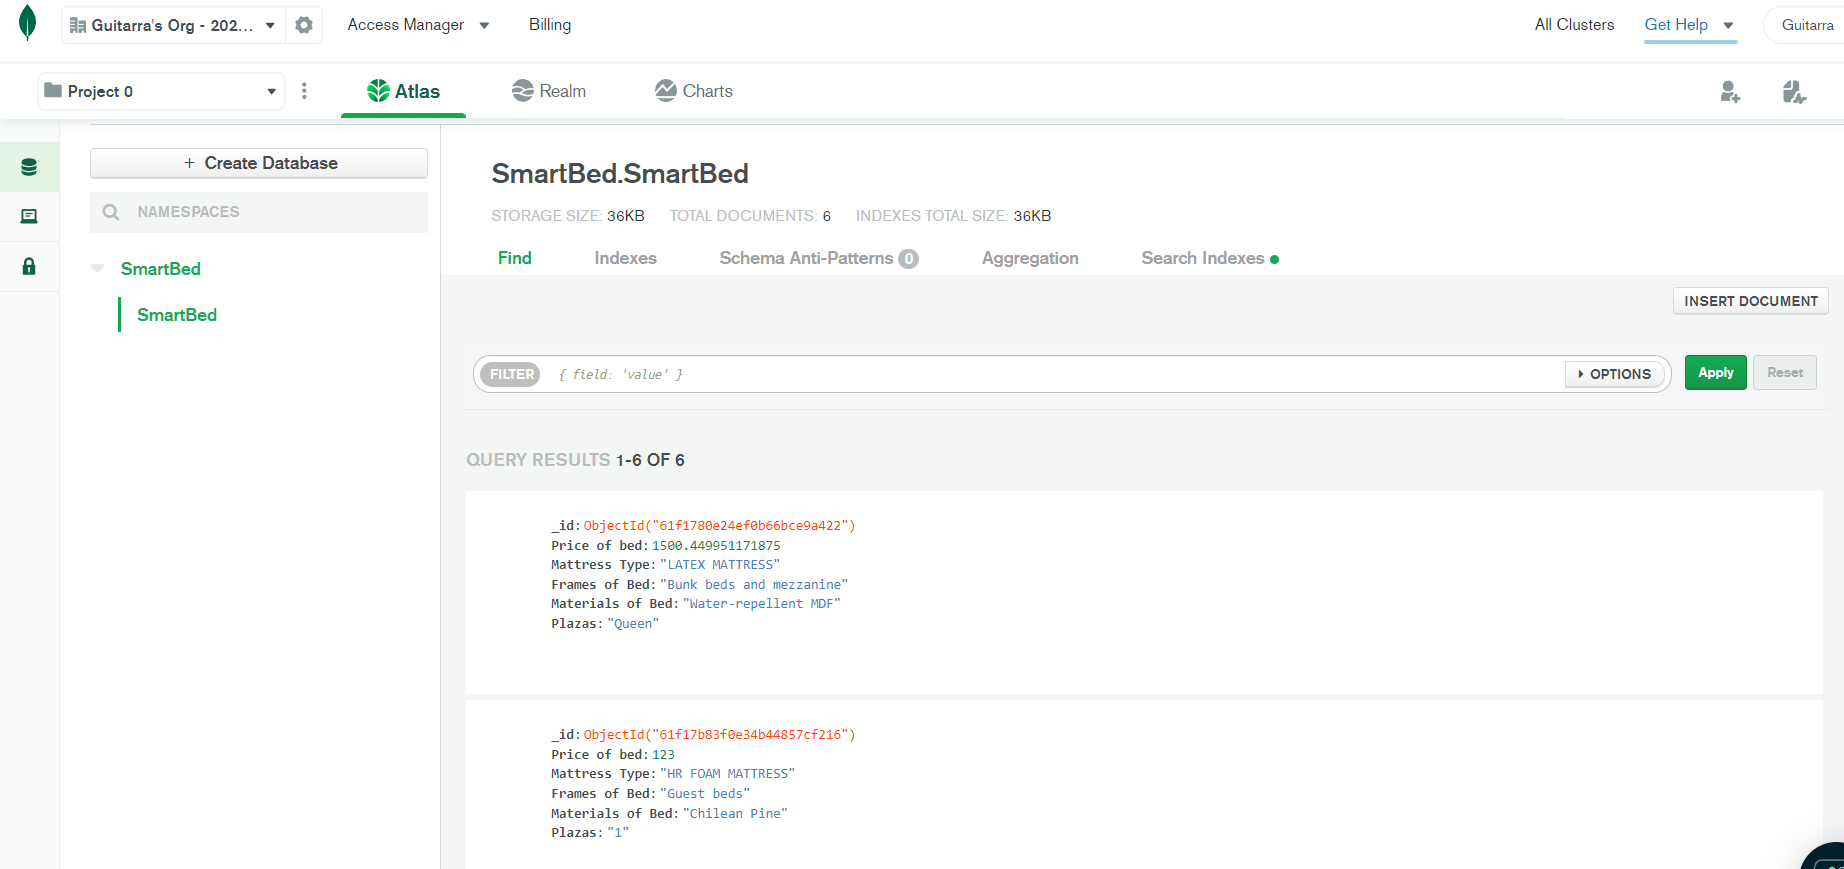 Guitarra's Org - 202... Access Manager Billing All Clusters Get Help Guitarra
Project 0 Atlas Realm Charts
+ Create Database
NAMESPACES
SmartBed
SmartBed
SmartBed.SmartBed
STORAGE SIZE: 36KB TOTAL DOCUMENTS: 6 INDEXES TOTAL SIZE: 36KB
Find Indexes Schema Anti-Patterns 0 Aggregation Search Indexes
INSERT DOCUMENT
FILTER { field: 'value' } OPTIONS Apply Reset
QUERY RESULTS 1-6 OF 6
_id: ObjectId("61f1780e24ef0b66bce9a422")
Price of bed: 1500.449951171875
Mattress Type: "LATEX MATTRESS"
Frames of Bed: "Bunk beds and mezzanine"
Materials of Bed: "Water-repellent MDF"
Plazas: "Queen"
_id: ObjectId("61f17b83f0e34b44857cf216")
Price of bed: 123
Mattress Type: "HR FOAM MATTRESS"
Frames of Bed: "Guest beds"
Materials of Bed: "Chilean Pine"
Plazas: "1"